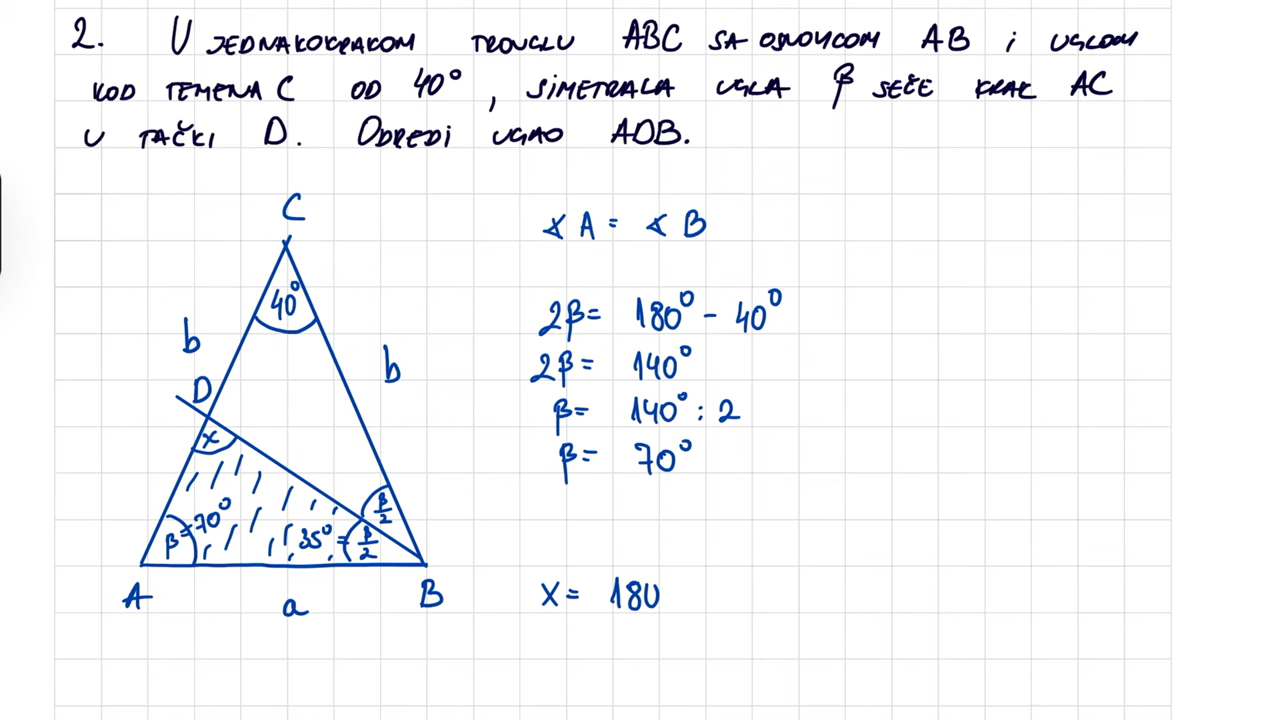 2. U JEDNAKOKRAKOM TROUGLU ABC SA OSNOVICOM AB I UGLOM
KOD TEMENA C OD 40°, SIMETRALA UGLA β SEČE KRAK AC
U TAČKI D. ODREDI UGAO ADB.
C
∢ A = ∢ B
40°
2β = 180° - 40°
b
b
2β = 140°
D
β = 140° : 2
x
β = 70°
β/2
β = 70°
35° = β/2
A
a
B
X = 180